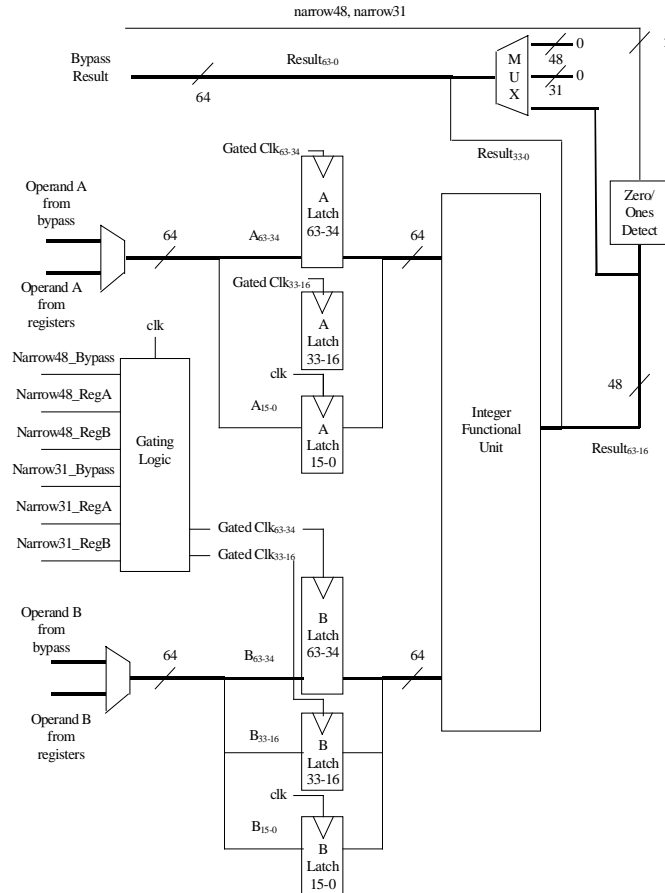 narrow48, narrow31
Bypass
Result
Result63-0
64
M
U
X
0
48
0
31
Gated Clk63-34
Result33-0
Operand A
from
bypass
A
Latch
63-34
Zero/
Ones
Detect
64
A63-34
64
Operand A
from
registers
Gated Clk33-16
A
Latch
33-16
clk
Narrow48_Bypass
clk
Narrow48_RegA
A15-0
A
Latch
15-0
48
Narrow48_RegB
Gating
Logic
Integer
Functional
Unit
Result63-16
Narrow31_Bypass
Narrow31_RegA
Narrow31_RegB
Gated Clk63-34
Gated Clk33-16
Operand B
from
bypass
B
Latch
63-34
64
B63-34
64
Operand B
from
registers
B33-16
B
Latch
33-16
clk
B15-0
B
Latch
15-0